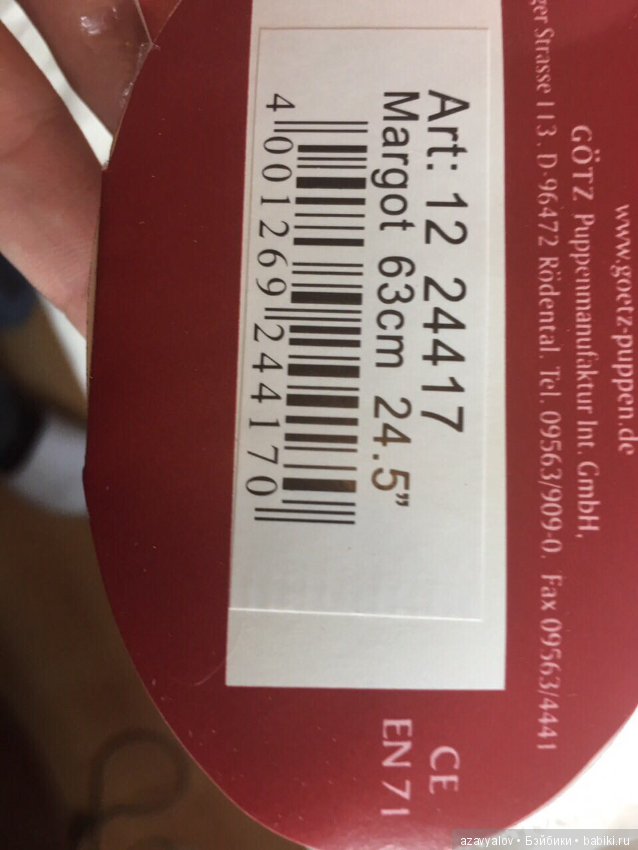 www.goetz-puppen.de
GÖTZ Puppenmanufaktur Int. GmbH,
Strasse 113, D-96472 Rödental. Tel. 09563/909-0. Fax 09563/4441
Art: 12 24417
Margot 63cm 24.5”
4 001269 244170
CE
EN 71
azavyalov • Бэйбики • babiki.ru